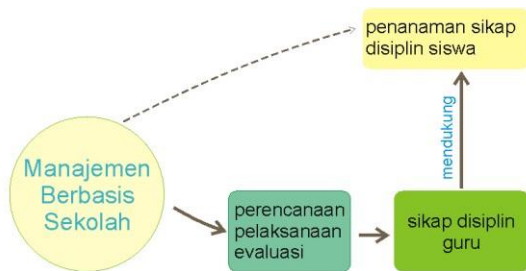 penanaman sikap
disiplin siswa
mendukung
Manajemen
Berbasis
Sekolah
perencanaan
pelaksanaan
evaluasi
sikap disiplin
guru